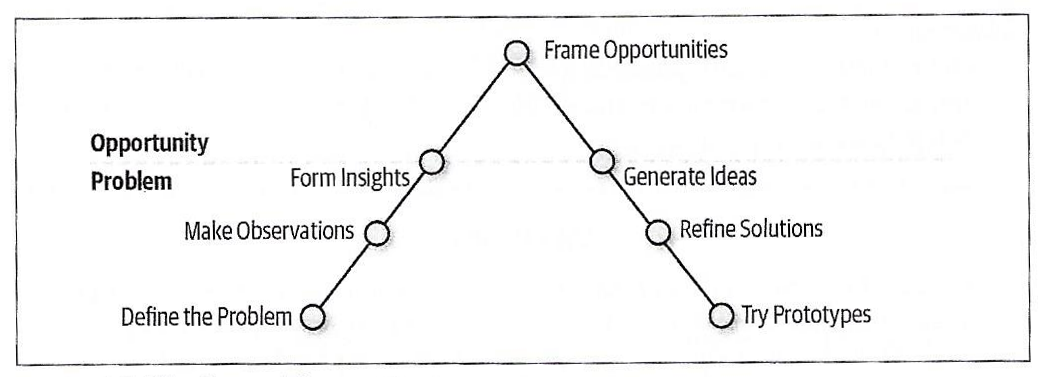 Frame Opportunities
Opportunity
Problem
Form Insights
Generate Ideas
Make Observations
Refine Solutions
Define the Problem
Try Prototypes